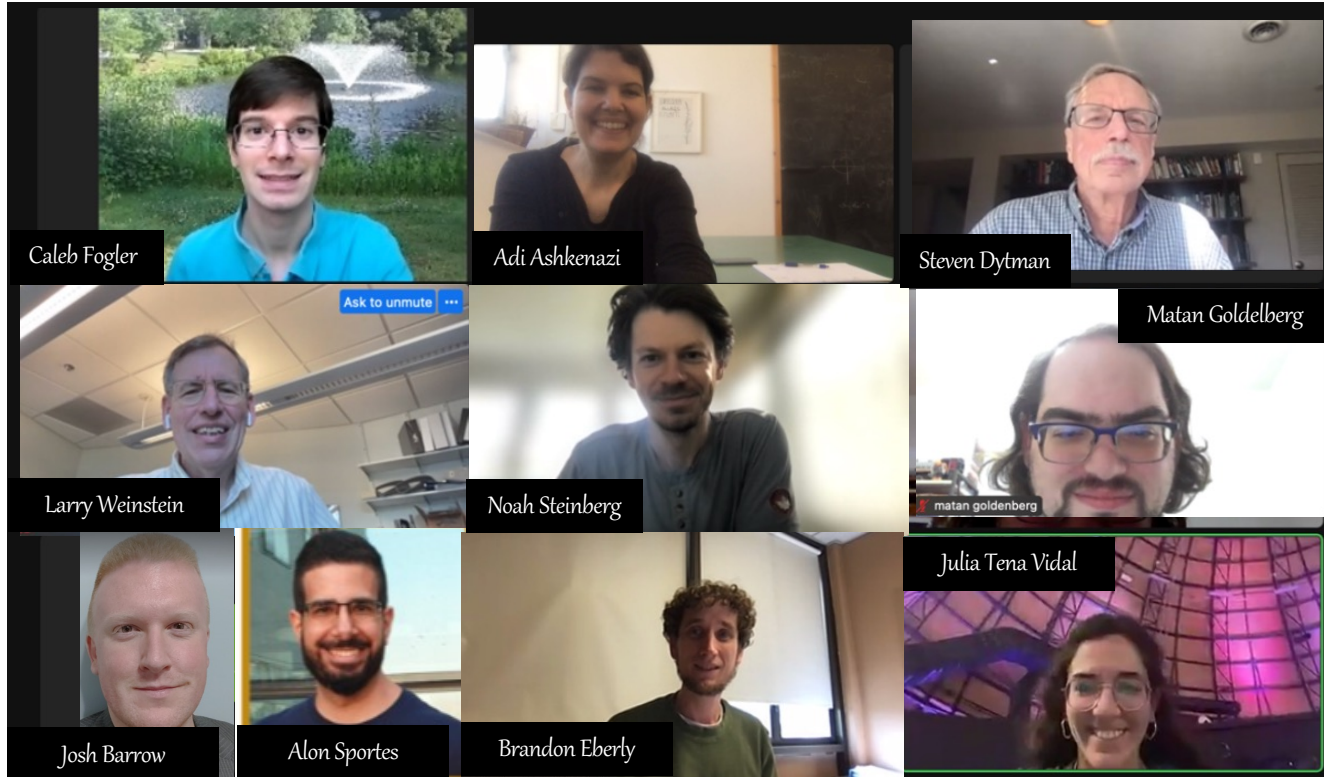 Caleb Fogler
Adi Ashkenazi
Steven Dytman
Ask to unmute
Matan Goldelberg
Larry Weinstein
Noah Steinberg
matan goldenberg
Julia Tena Vidal
Josh Barrow
Alon Sportes
Brandon Eberly